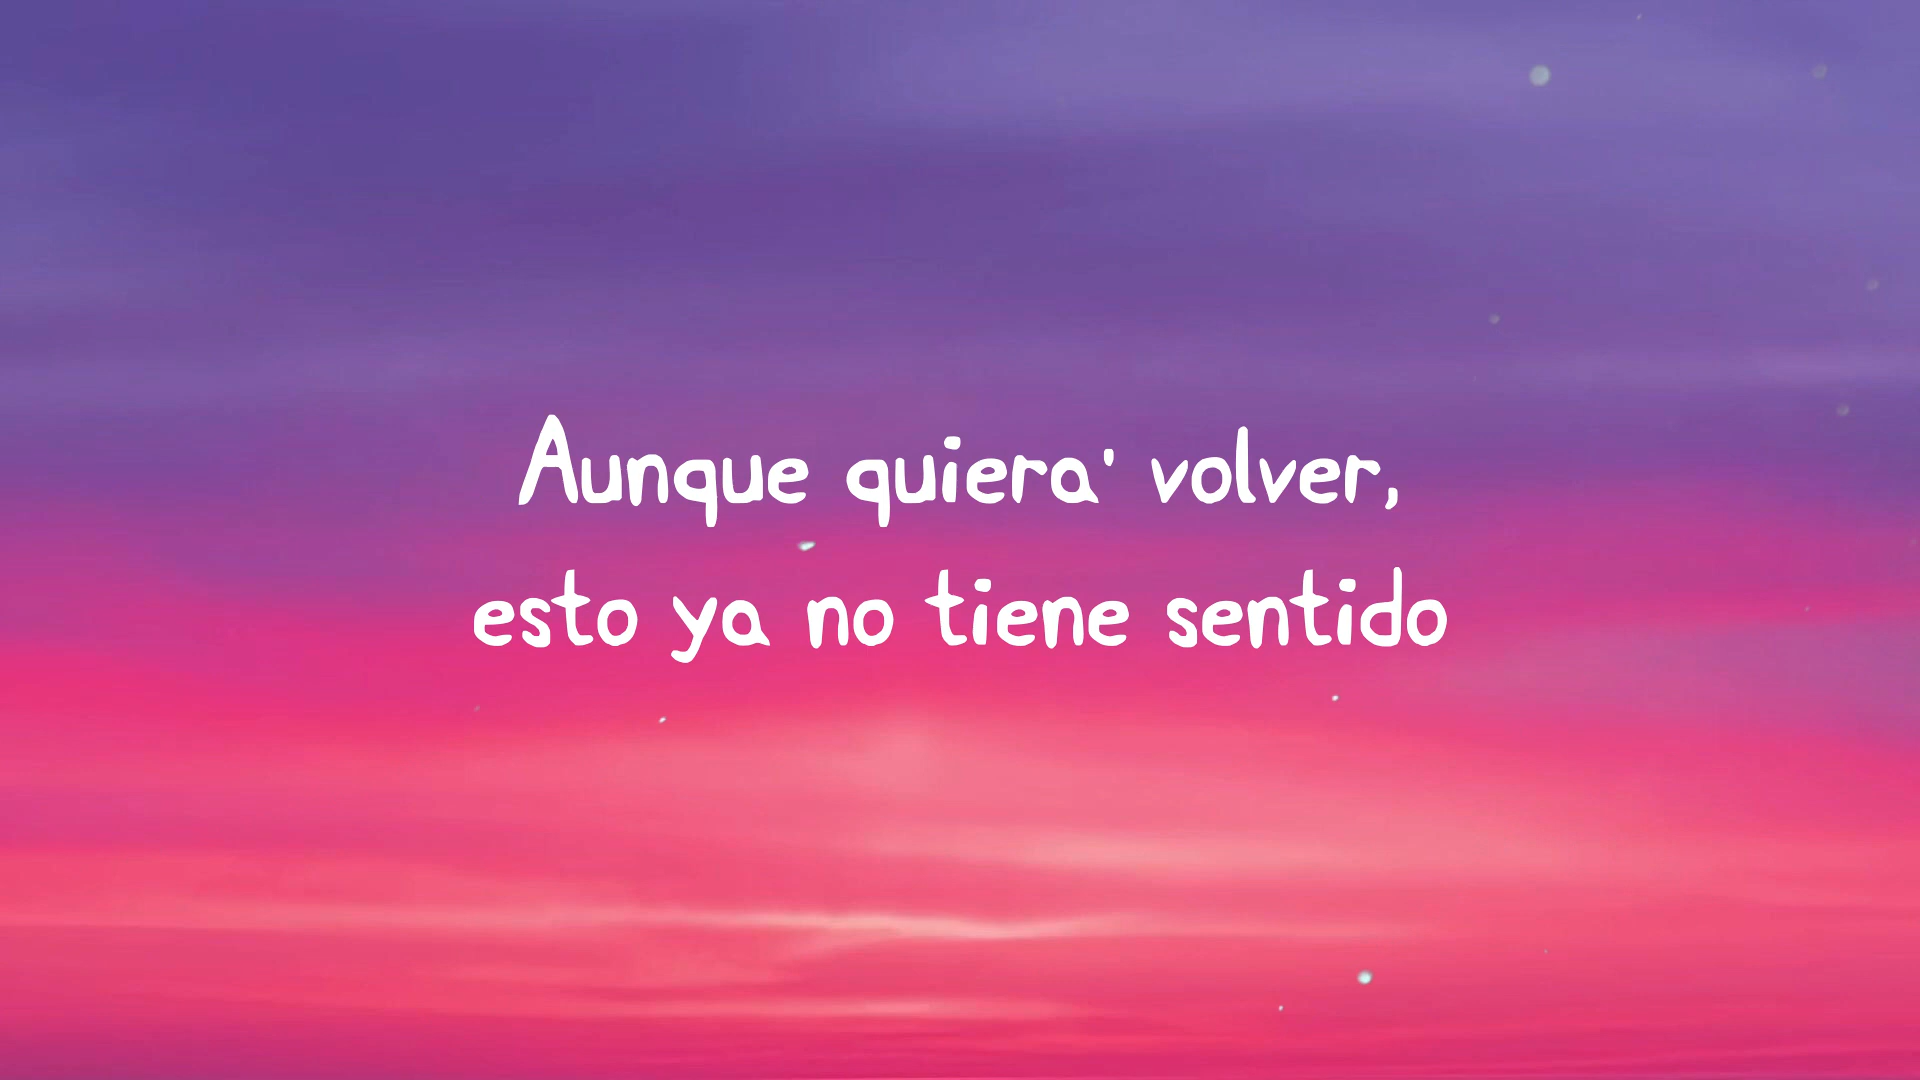 Aunque quiera' volver,
esto ya no tiene sentido